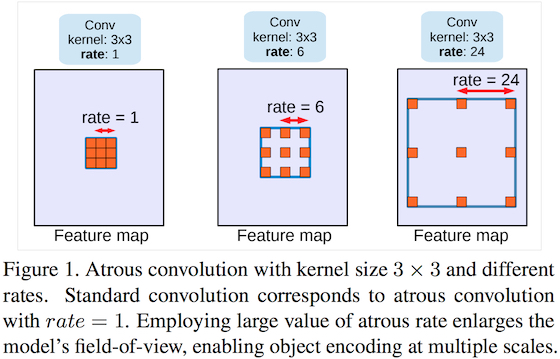 Conv
kernel: 3x3
rate: 1
Conv
kernel: 3x3
rate: 6
Conv
kernel: 3x3
rate: 24
rate = 1
rate = 6
rate = 24
Feature map
Feature map
Feature map
Figure 1. Atrous convolution with kernel size 3 × 3 and different
rates. Standard convolution corresponds to atrous convolution
with rate = 1. Employing large value of atrous rate enlarges the
model's field-of-view, enabling object encoding at multiple scales.